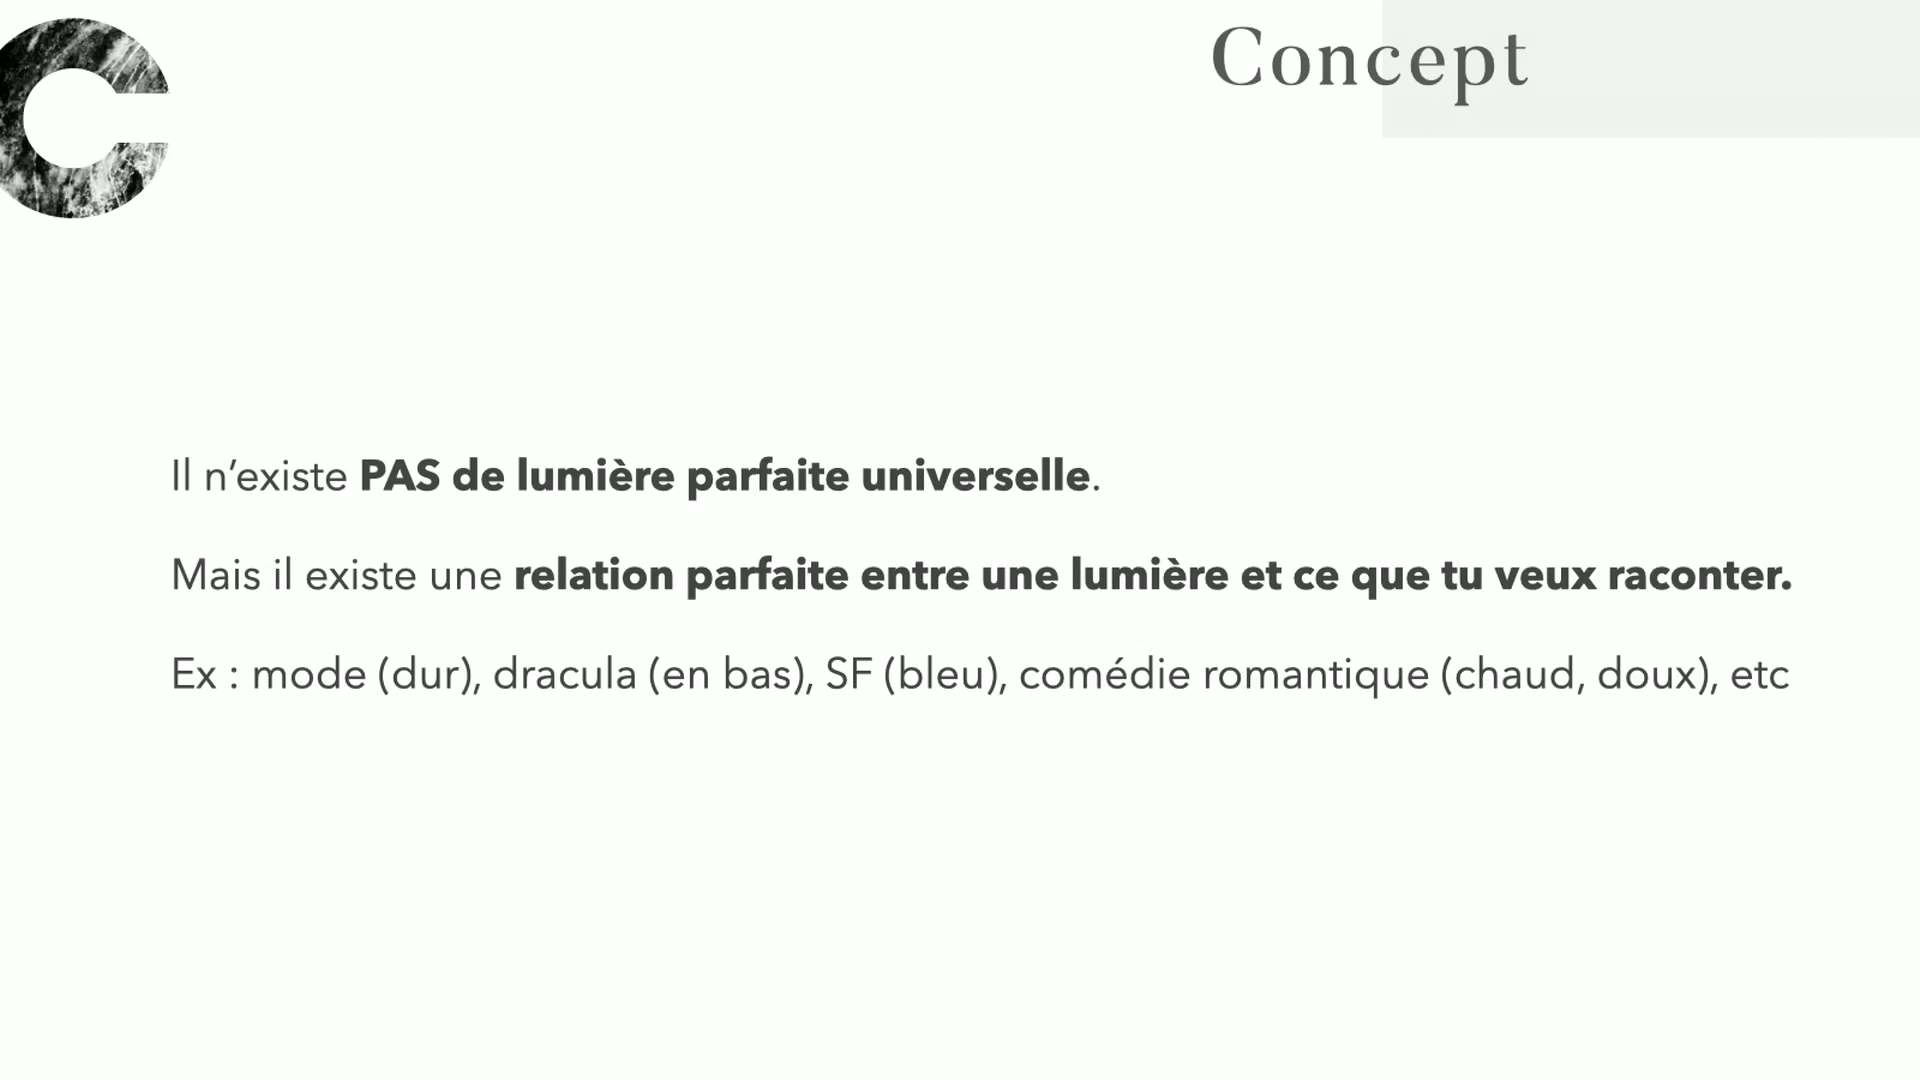 Concept
Il n’existe PAS de lumière parfaite universelle.
Mais il existe une relation parfaite entre une lumière et ce que tu veux raconter.
Ex : mode (dur), dracula (en bas), SF (bleu), comédie romantique (chaud, doux), etc